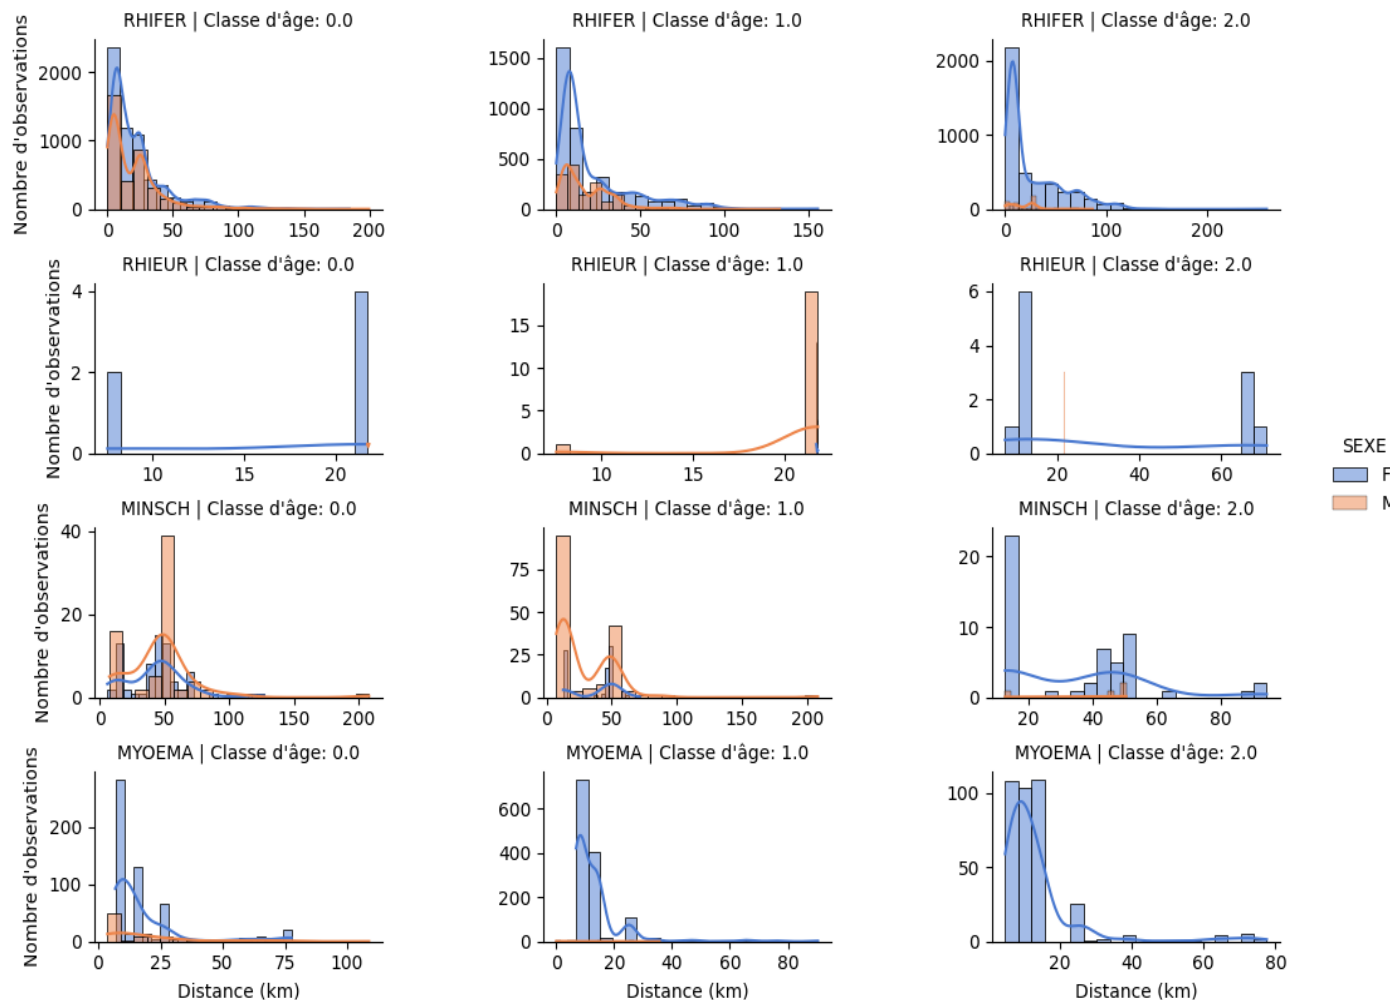 RHIFER | Classe d'âge: 0.0
RHIFER | Classe d'âge: 1.0
RHIFER | Classe d'âge: 2.0
Nombre d'observations
2000
1000
0
0 50 100 150 200
1500
1000
500
0
0 50 100 150
2000
1000
0
0 100 200
RHIEUR | Classe d'âge: 0.0
RHIEUR | Classe d'âge: 1.0
RHIEUR | Classe d'âge: 2.0
Nombre d'observations
4
2
0
10 15 20
15
10
5
0
10 15 20
6
4
2
0
20 40 60
SEXE
F
M
MINSCH | Classe d'âge: 0.0
MINSCH | Classe d'âge: 1.0
MINSCH | Classe d'âge: 2.0
Nombre d'observations
40
20
0
0 50 100 150 200
75
50
25
0
0 50 100 150 200
20
10
0
20 40 60 80
MYOEMA | Classe d'âge: 0.0
MYOEMA | Classe d'âge: 1.0
MYOEMA | Classe d'âge: 2.0
Nombre d'observations
200
100
0
0 25 50 75 100
Distance (km)
600
400
200
0
0 20 40 60 80
Distance (km)
100
50
0
20 40 60 80
Distance (km)